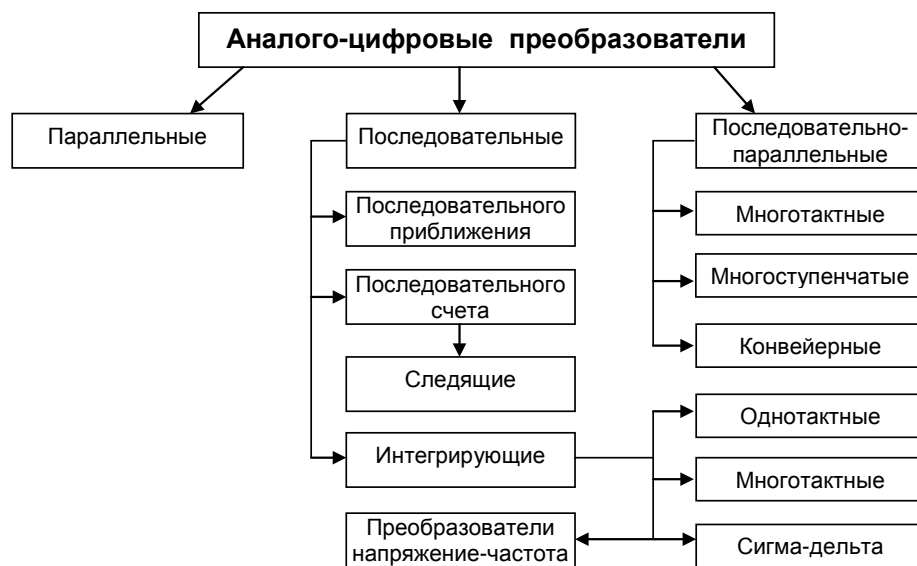 Аналого-цифровые преобразователи
Параллельные
Последовательные
Последовательно-
параллельные
Последовательного
приближения
Многотактные
Последовательного
счета
Многоступенчатые
Следящие
Конвейерные
Интегрирующие
Однотактные
Многотактные
Преобразователи
напряжение-частота
Сигма-дельта